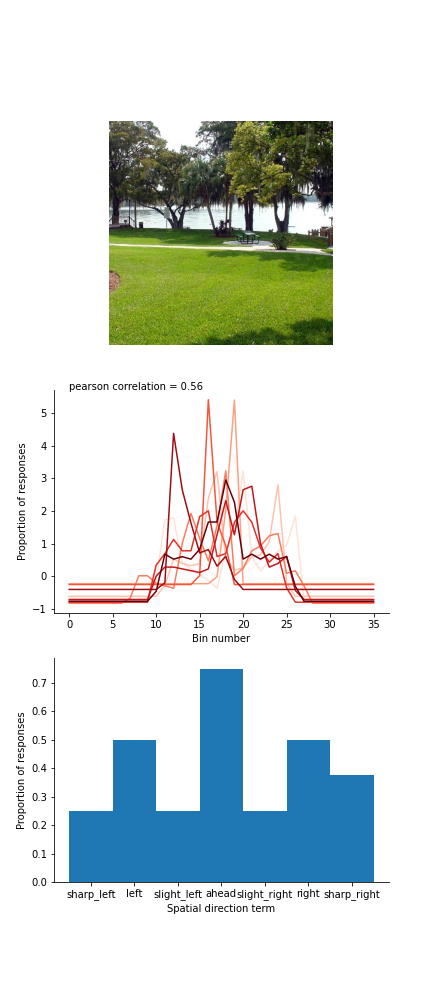 pearson correlation = 0.56
Proportion of responses
5
4
3
2
1
0
−1
0 5 10 15 20 25 30 35
Bin number
Proportion of responses
0.7
0.6
0.5
0.4
0.3
0.2
0.1
0.0
sharp_left left slight_left ahead slight_right right sharp_right
Spatial direction term